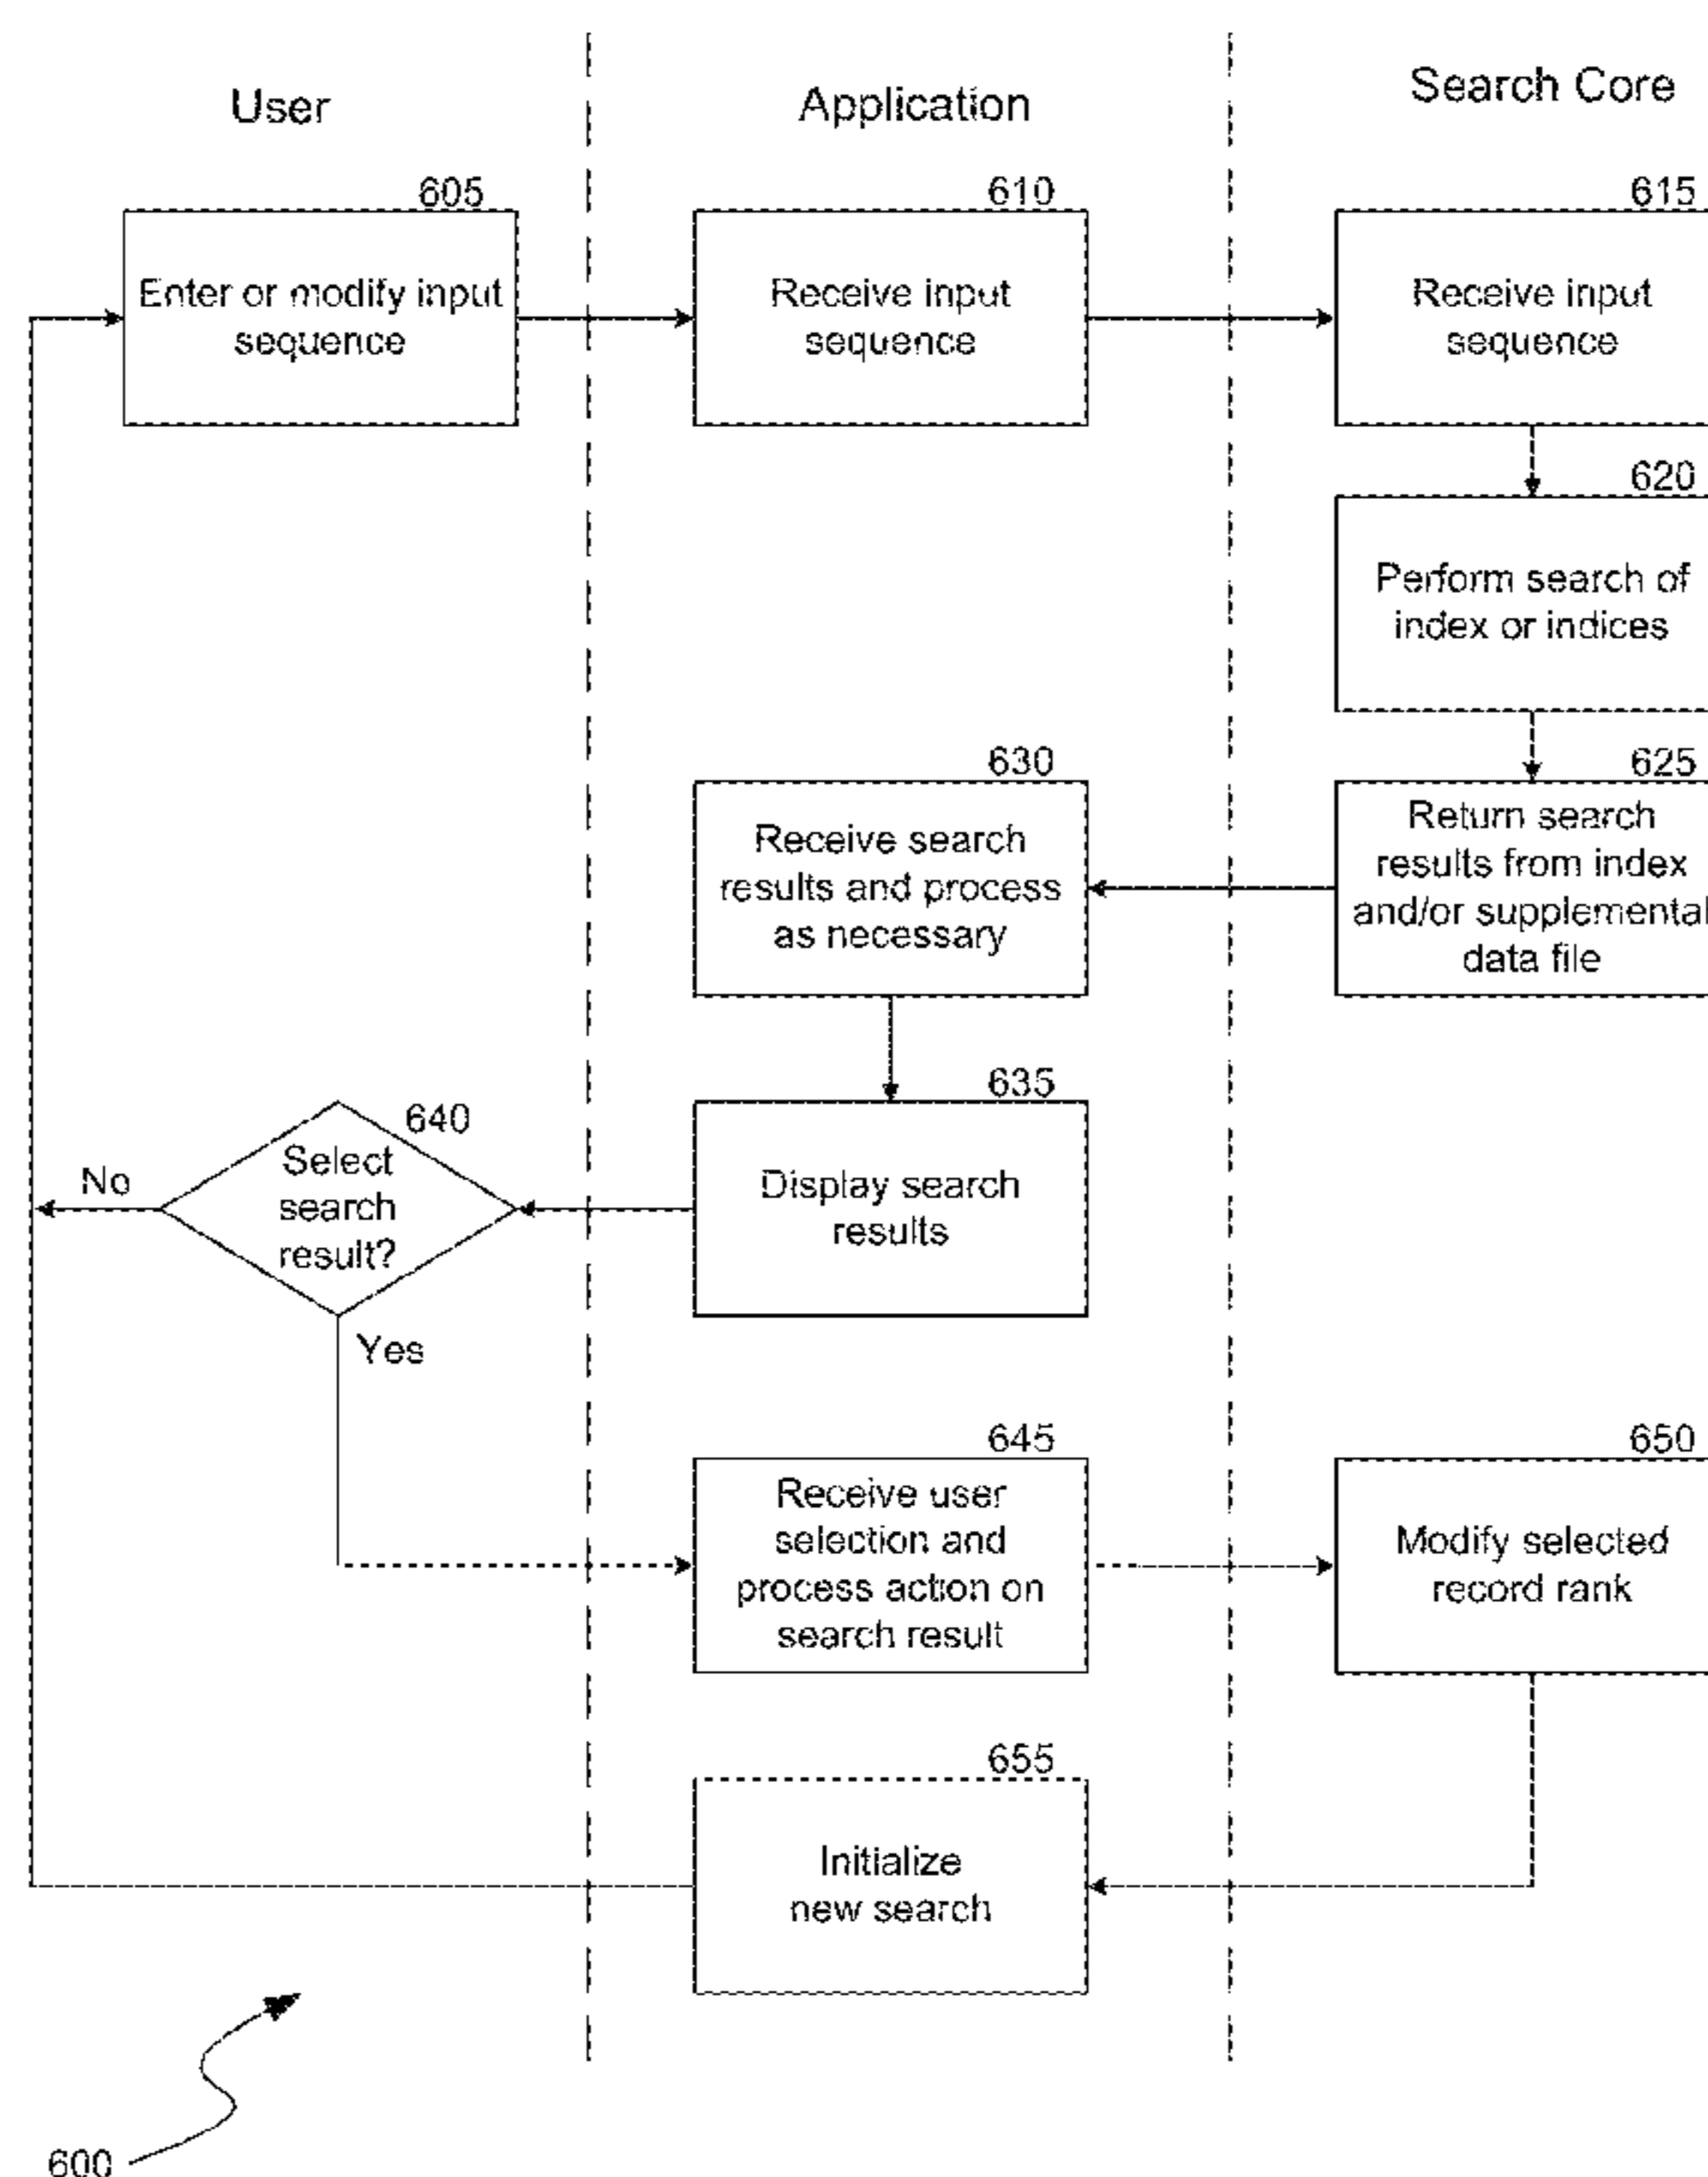 User
Application
Search Core
605
Enter or modify input
sequence
610
Receive input
sequence
615
Receive input
sequence
620
Perform search of
index or indices
625
Return search
results from index
and/or supplemental
data file
630
Receive search
results and process
as necessary
635
Display search
results
640
Select
search
result?
No
Yes
645
Receive user
selection and
process action on
search result
650
Modify selected
record rank
655
Initialize
new search
600